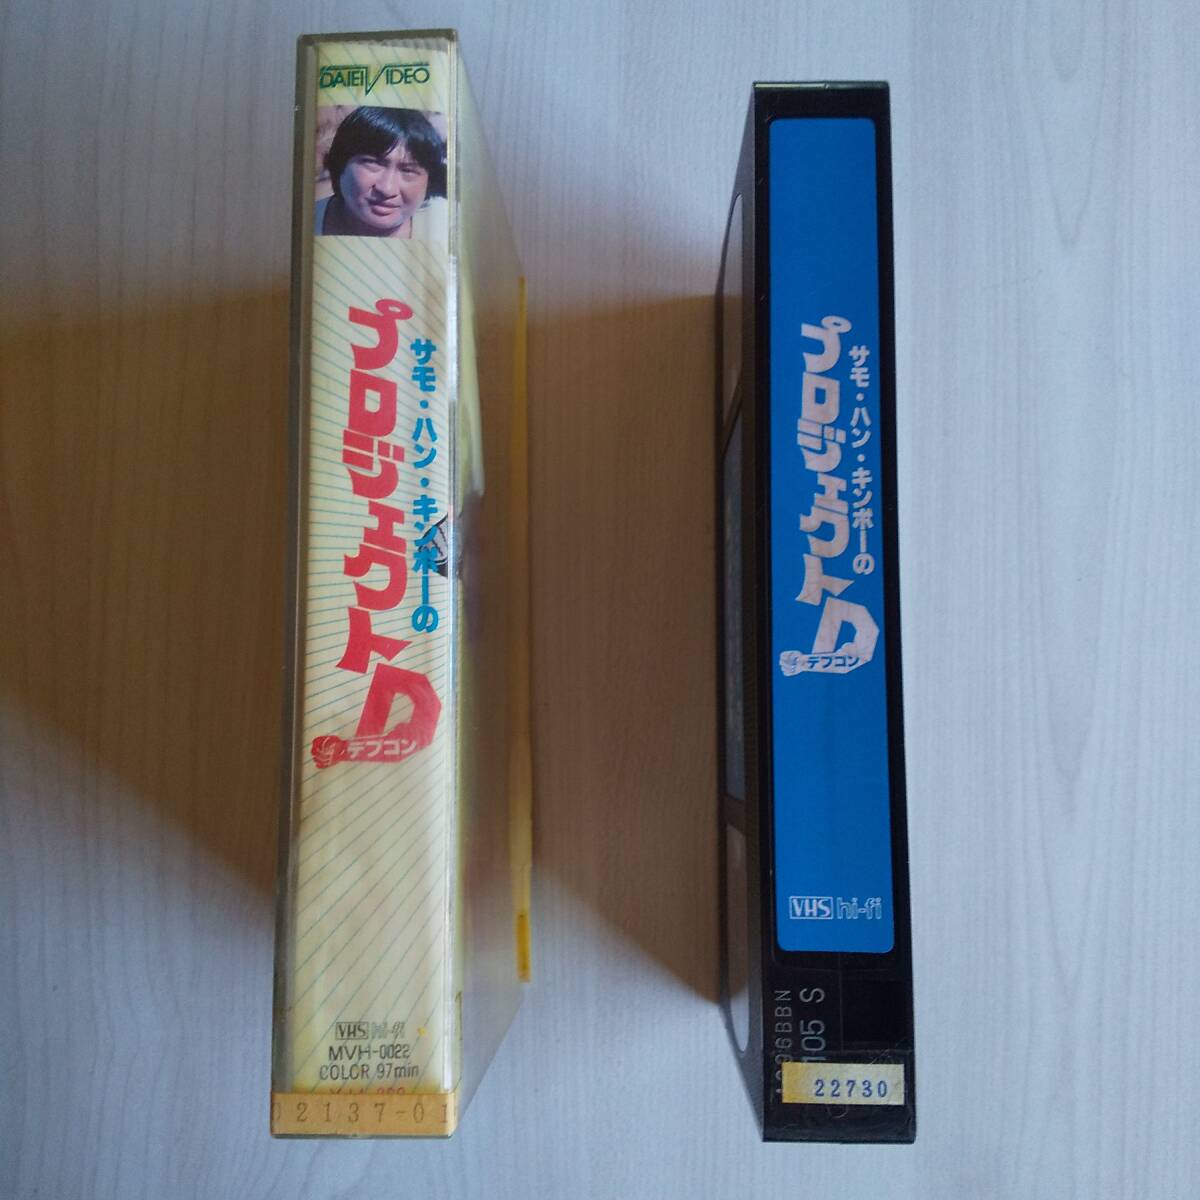 DAIEI VIDEO
サモ・ハン・キンポーの
プロジェクトD
デブゴン
VHS hi-fi
MVH-0022
COLOR 97min
02137-01
サモ・ハン・キンポーの
プロジェクトD
デブゴン
VHS hi-fi
105 S
22730